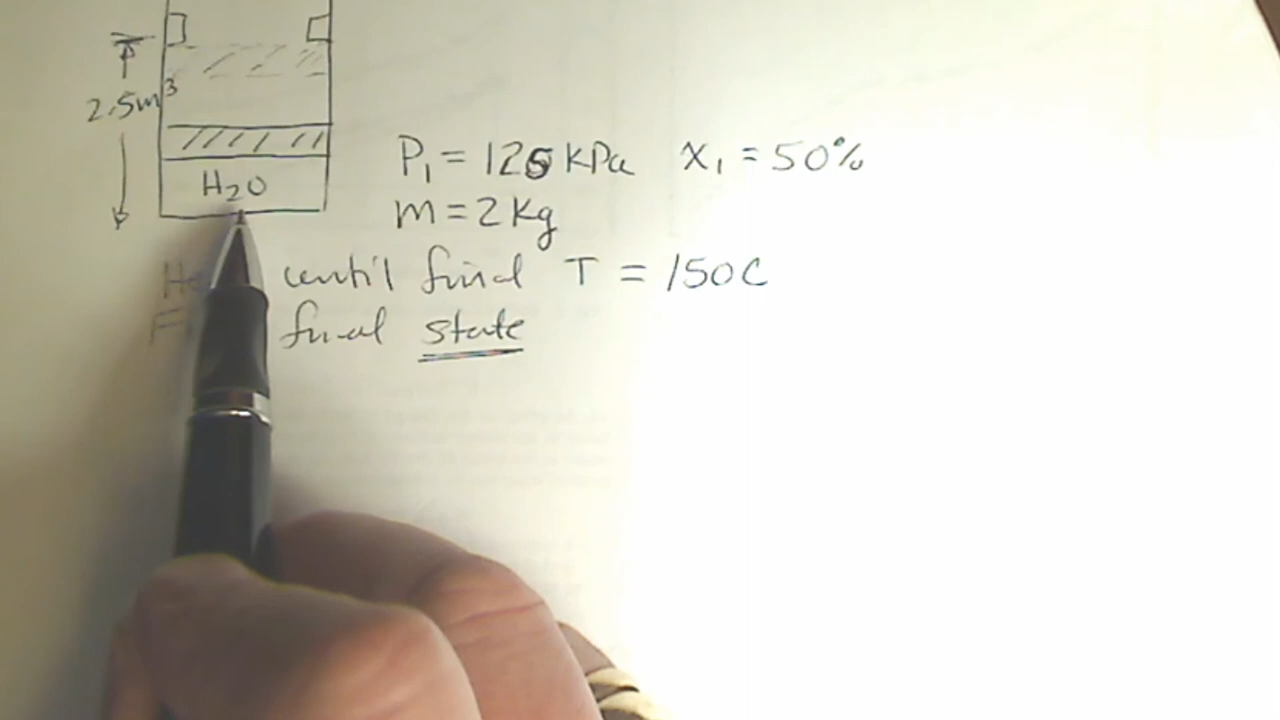 2.5m³
H₂O
P₁ = 125 kPa x₁ = 50%
m = 2 Kg
until final T = 150C
final state